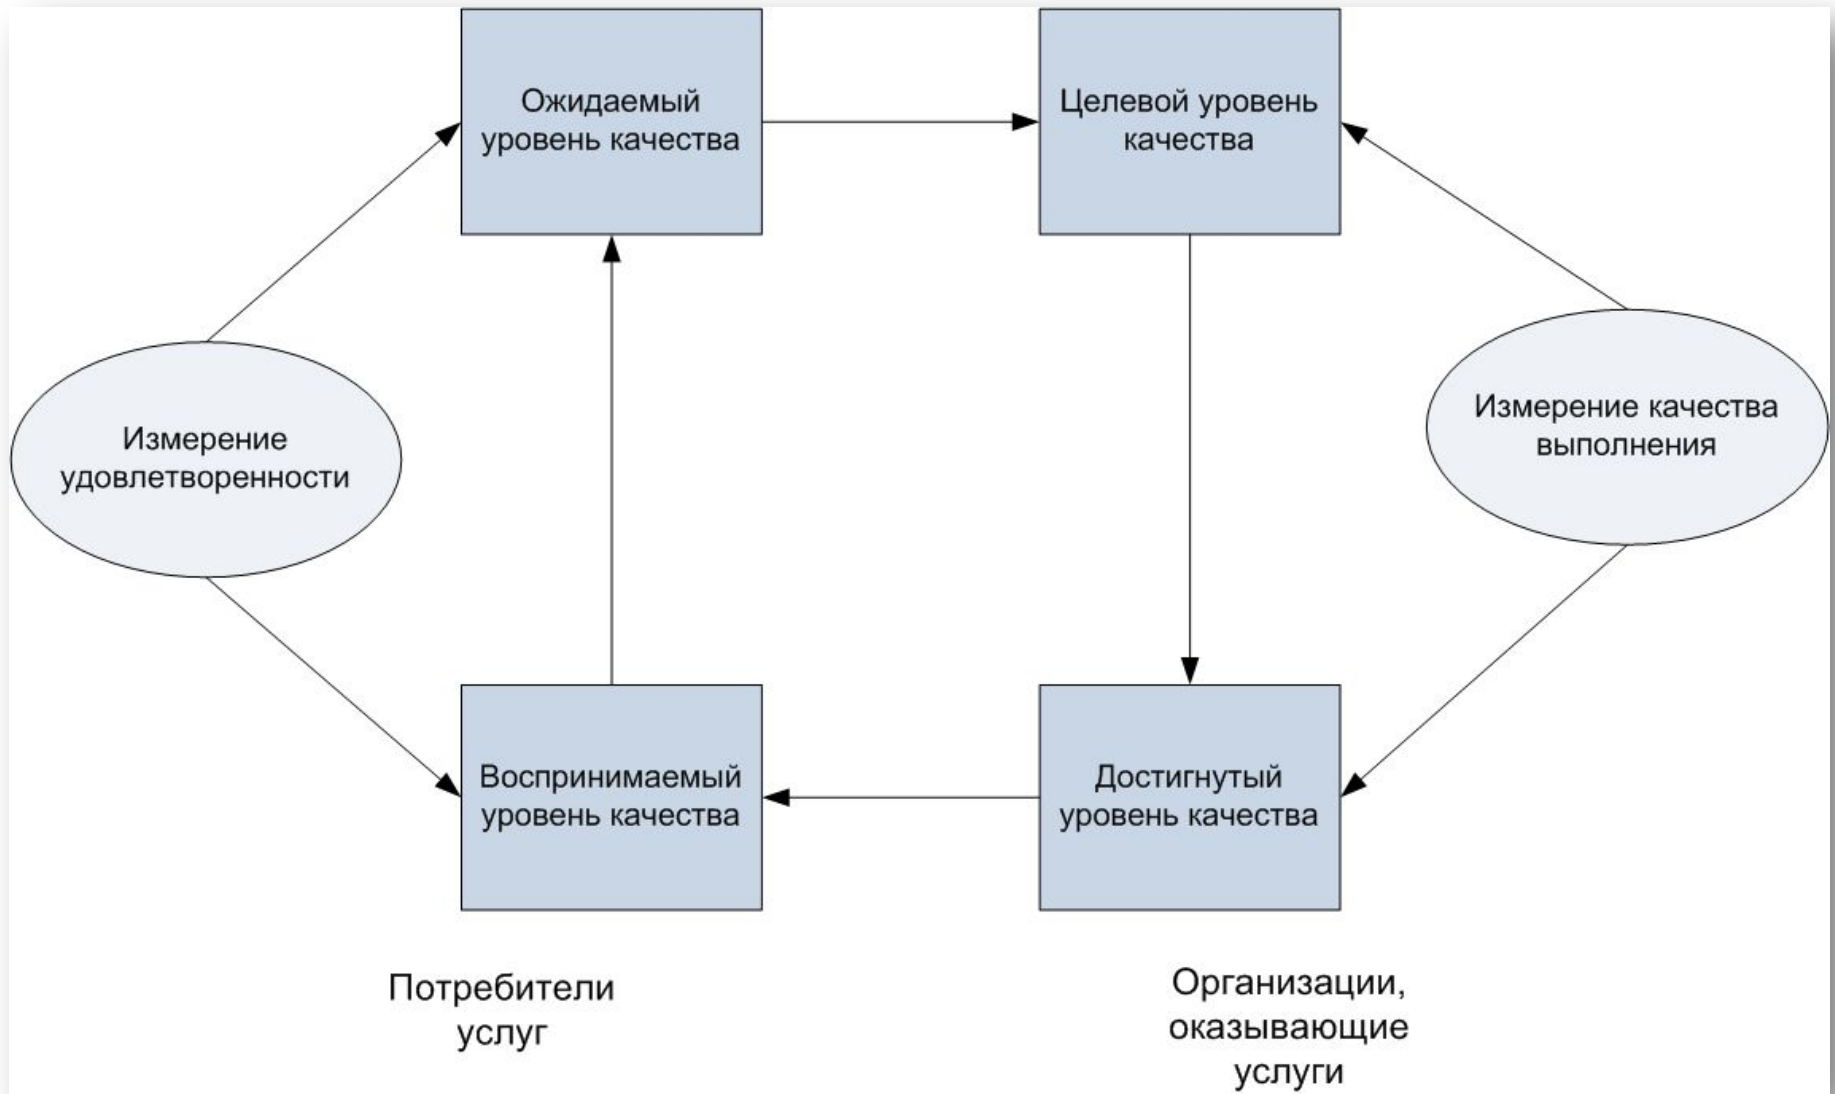 Ожидаемый
уровень качества
Целевой уровень
качества
Измерение
удовлетворенности
Измерение качества
выполнения
Воспринимаемый
уровень качества
Достигнутый
уровень качества
Потребители
услуг
Организации,
оказывающие
услуги